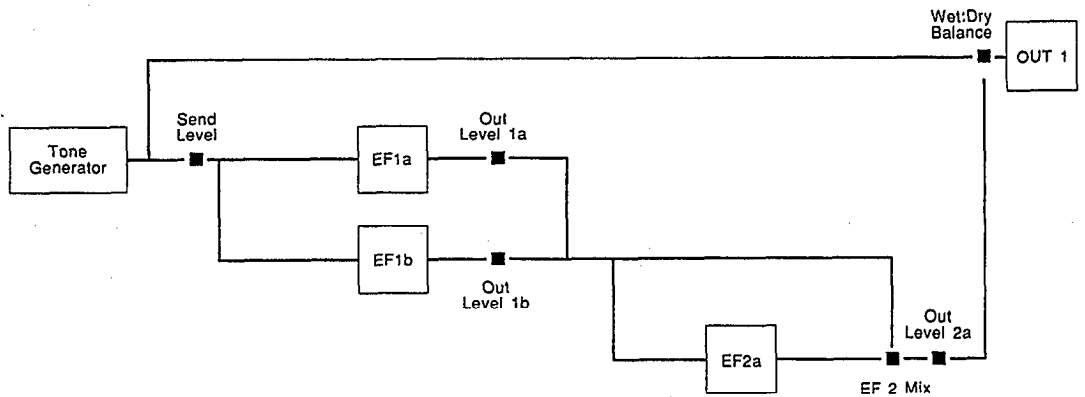 Wet:Dry
Balance
OUT 1
Send
Level
Out
Level 1a
Tone
Generator
EF1a
EF1b
Out
Level 1b
Out
Level 2a
EF2a
EF 2 Mix